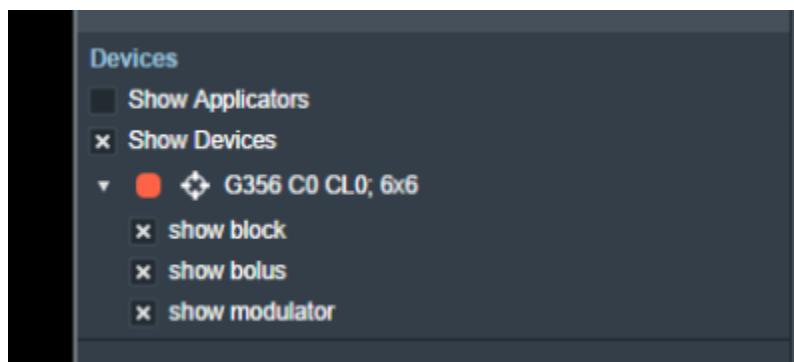 Devices
Show Applicators
Show Devices
G356 C0 CL0; 6x6
show block
show bolus
show modulator